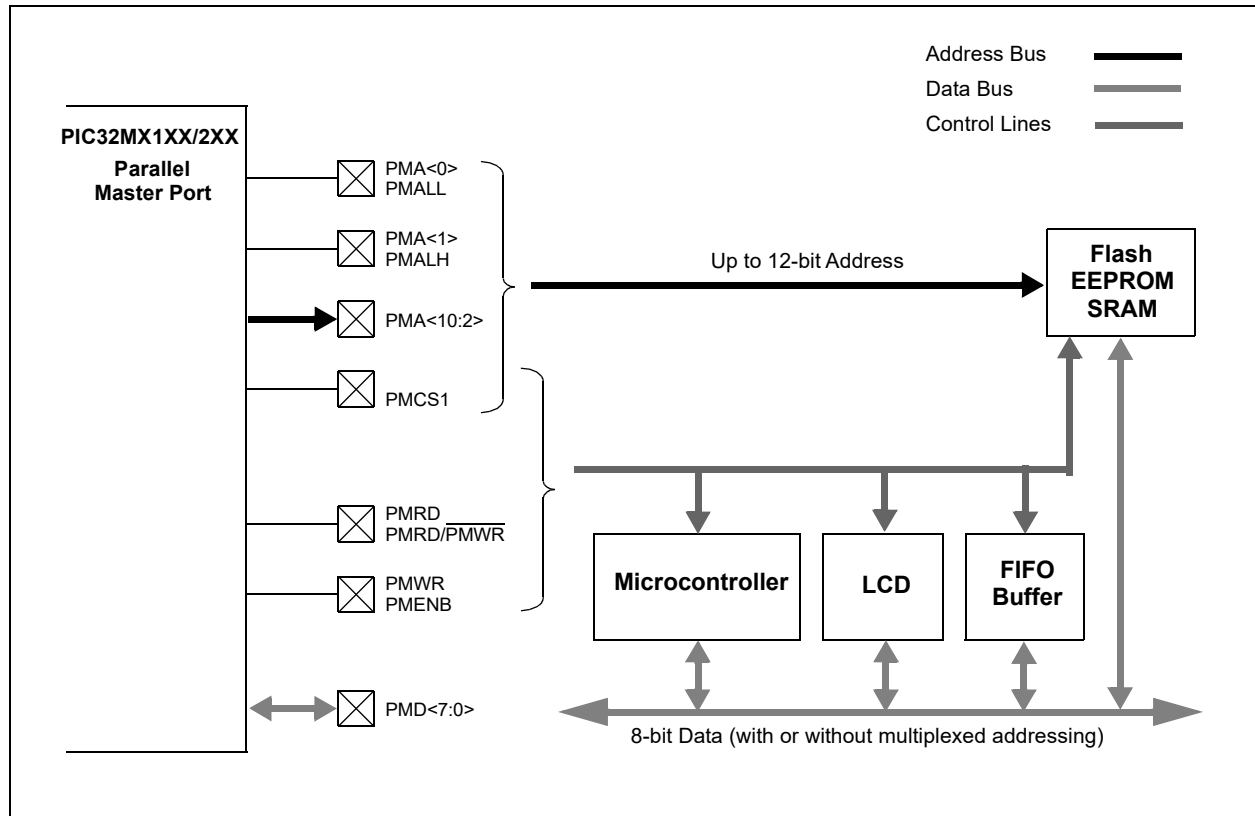 Address Bus
Data Bus
Control Lines
PIC32MX1XX/2XX
Parallel
Master Port
PMA<0>
PMALL
PMA<1>
PMALH
Up to 12-bit Address
Flash
EEPROM
SRAM
PMA<10:2>
PMCS1
PMRD
PMRD/P̅M̅W̅R̅
PMWR
PMENB
Microcontroller
LCD
FIFO
Buffer
PMD<7:0>
8-bit Data (with or without multiplexed addressing)